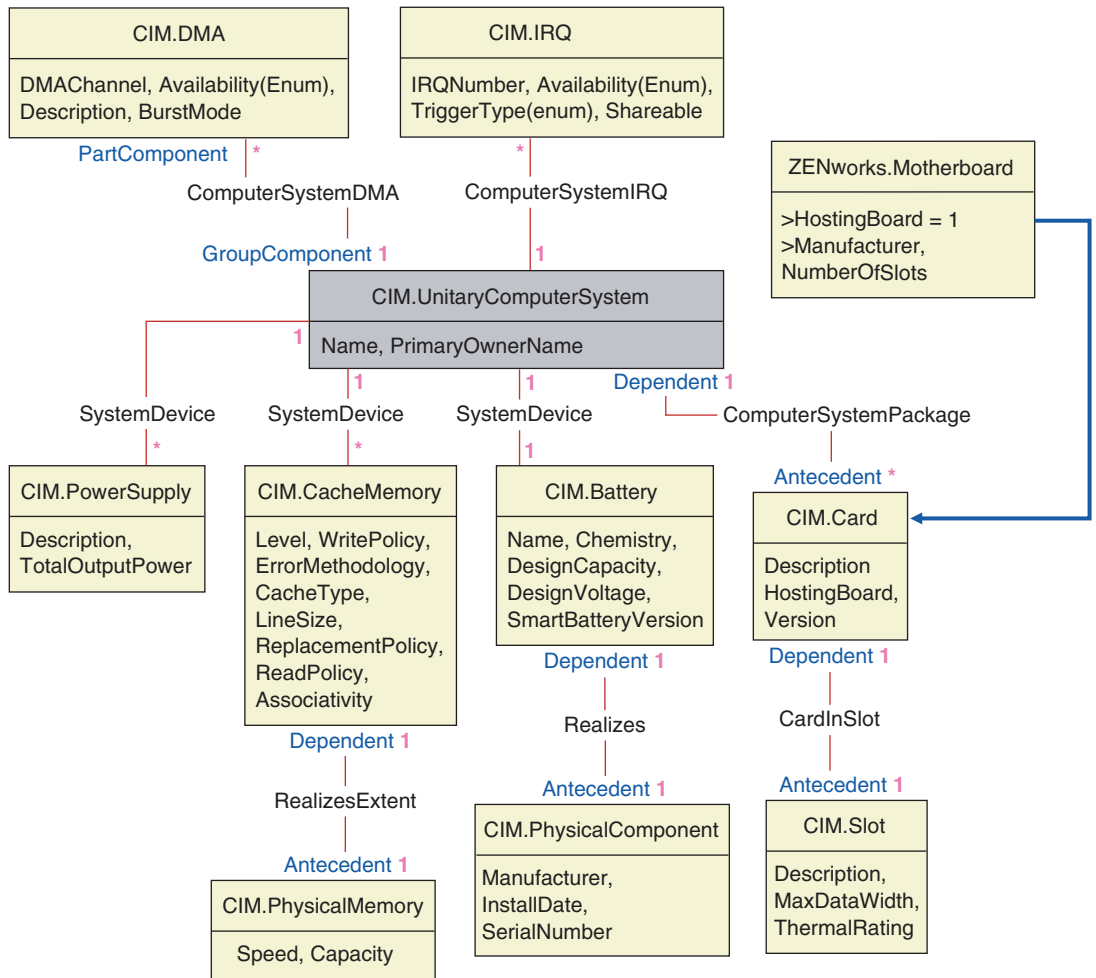 CIM.DMA
DMAChannel, Availability(Enum),
Description, BurstMode
CIM.IRQ
IRQNumber, Availability(Enum),
TriggerType(enum), Shareable
PartComponent *
*
ComputerSystemDMA
ComputerSystemIRQ
ZENworks.Motherboard
>HostingBoard = 1
>Manufacturer,
NumberOfSlots
GroupComponent 1
1
CIM.UnitaryComputerSystem
Name, PrimaryOwnerName
1
1
1
Dependent 1
SystemDevice
SystemDevice
SystemDevice
ComputerSystemPackage
*
*
1
Antecedent *
CIM.PowerSupply
Description,
TotalOutputPower
CIM.CacheMemory
Level, WritePolicy,
ErrorMethodology,
CacheType,
LineSize,
ReplacementPolicy,
ReadPolicy,
Associativity
CIM.Battery
Name, Chemistry,
DesignCapacity,
DesignVoltage,
SmartBatteryVersion
CIM.Card
Description
HostingBoard,
Version
Dependent 1
Dependent 1
Dependent 1
RealizesExtent
Realizes
CardInSlot
Antecedent 1
Antecedent 1
Antecedent 1
CIM.PhysicalMemory
Speed, Capacity
CIM.PhysicalComponent
Manufacturer,
InstallDate,
SerialNumber
CIM.Slot
Description,
MaxDataWidth,
ThermalRating